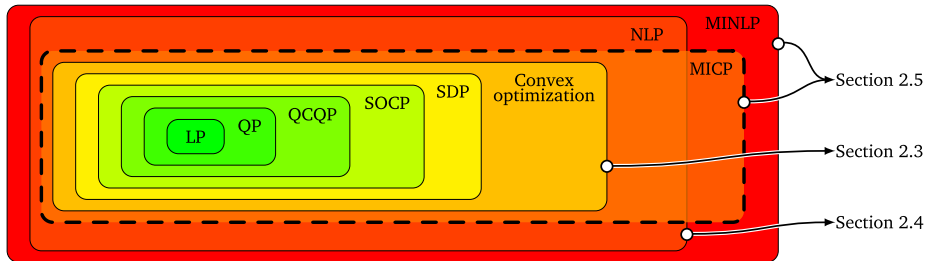 MINLP
NLP
MICP
Convex
optimization
SDP
SOCP
QCQP
QP
LP
Section 2.5
Section 2.3
Section 2.4